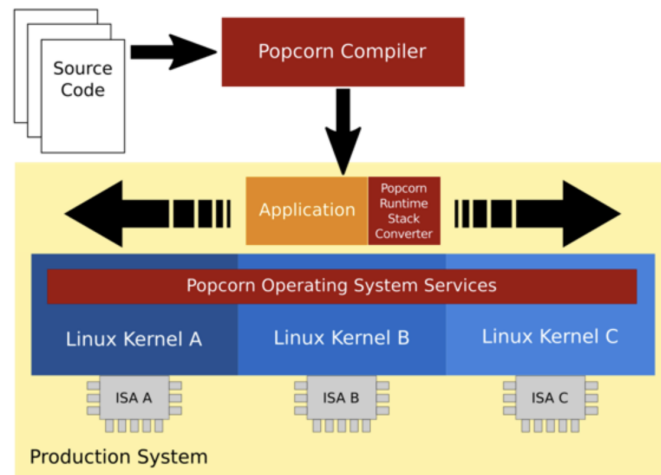 Source
Code
Popcorn Compiler
Application
Popcorn
Runtime
Stack
Converter
Popcorn Operating System Services
Linux Kernel A
Linux Kernel B
Linux Kernel C
ISA A
ISA B
ISA C
Production System